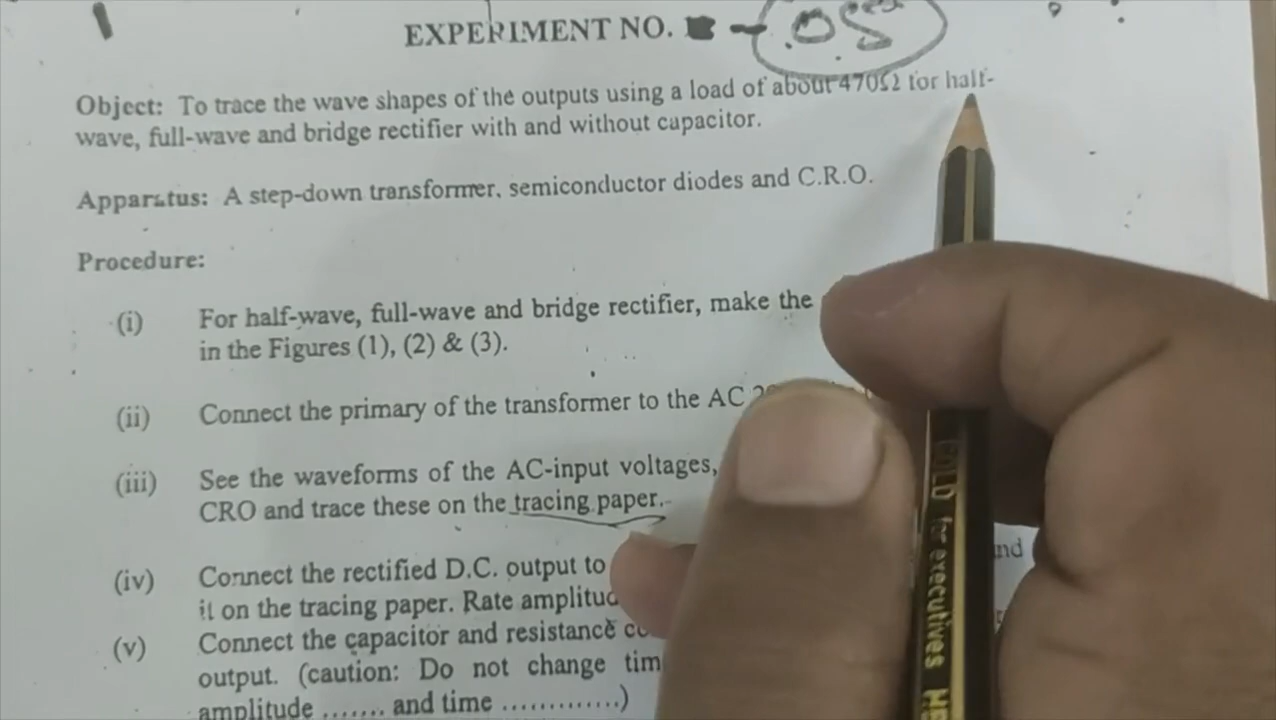 EXPERIMENT NO. - 05
Object: To trace the wave shapes of the outputs using a load of about 470Ω for half-
wave, full-wave and bridge rectifier with and without capacitor.
Apparatus: A step-down transformer, semiconductor diodes and C.R.O.
Procedure:
(i) For half-wave, full-wave and bridge rectifier, make the
in the Figures (1), (2) & (3).
(ii) Connect the primary of the transformer to the AC
(iii) See the waveforms of the AC-input voltages,
CRO and trace these on the tracing paper.
(iv) Connect the rectified D.C. output to
it on the tracing paper. Rate
(v) Connect the capacitor and resistance
output. (caution: Do not change
amplitude ....... and time .............)
for executives